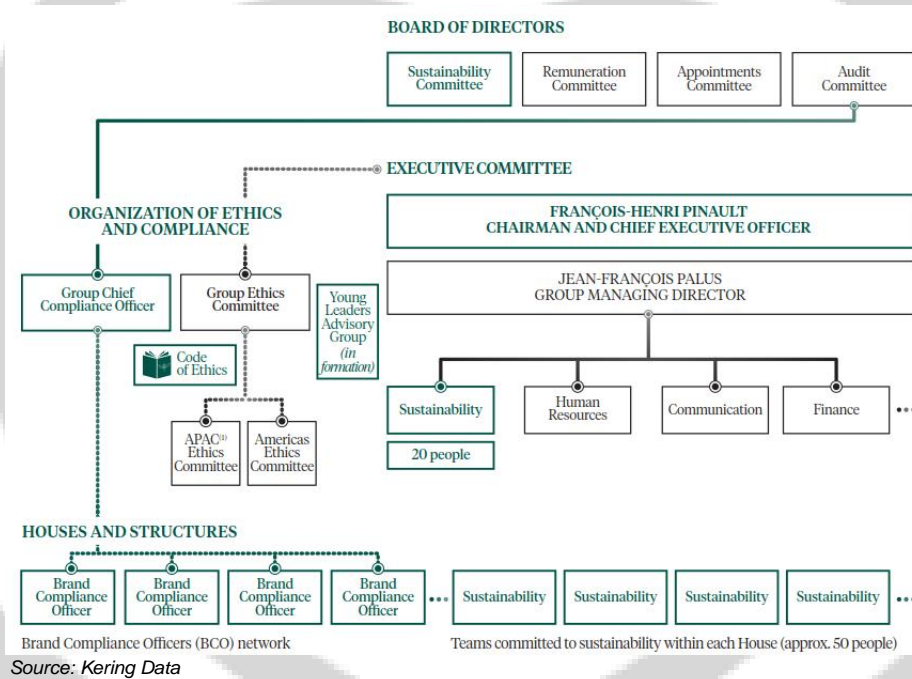 BOARD OF DIRECTORS
Sustainability
Committee
Remuneration
Committee
Appointments
Committee
Audit
Committee
EXECUTIVE COMMITTEE
FRANÇOIS-HENRI PINAULT
CHAIRMAN AND CHIEF EXECUTIVE OFFICER
JEAN-FRANÇOIS PALUS
GROUP MANAGING DIRECTOR
ORGANIZATION OF ETHICS
AND COMPLIANCE
Group Chief
Compliance Officer
Group Ethics
Committee
Young
Leaders
Advisory
Group
(in
formation)
Code
of Ethics
APAC(1)
Ethics
Committee
Americas
Ethics
Committee
Sustainability
20 people
Human
Resources
Communication
Finance
HOUSES AND STRUCTURES
Brand
Compliance
Officer
Brand
Compliance
Officer
Brand
Compliance
Officer
Brand
Compliance
Officer
Sustainability
Sustainability
Sustainability
Sustainability
Brand Compliance Officers (BCO) network
Teams committed to sustainability within each House (approx. 50 people)
Source: Kering Data